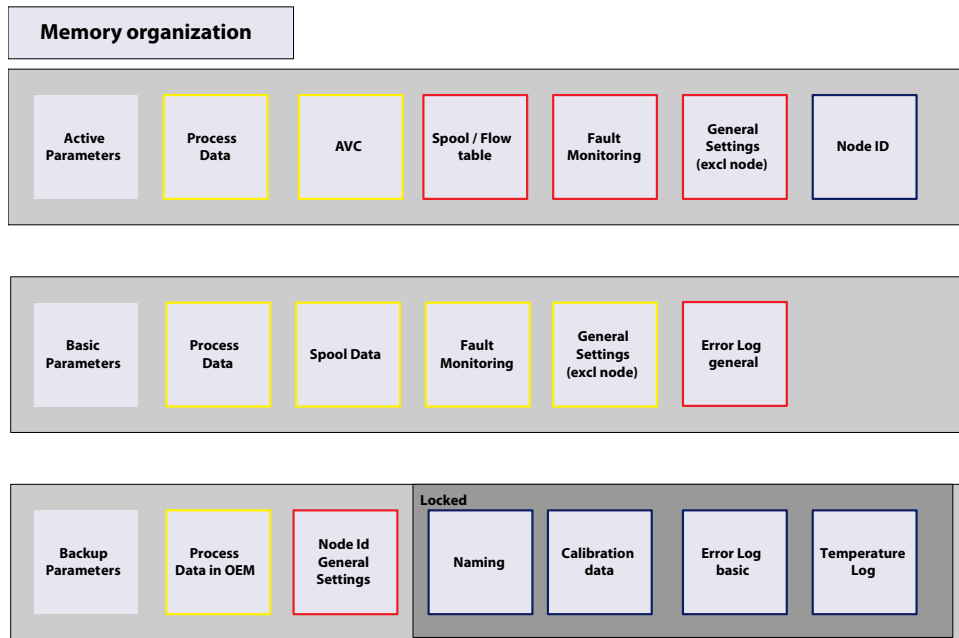 Memory organization
Active
Parameters
Process
Data
AVC
Spool / Flow
table
Fault
Monitoring
General
Settings
(excl node)
Node ID
Basic
Parameters
Process
Data
Spool Data
Fault
Monitoring
General
Settings
(excl node)
Error Log
general
Backup
Parameters
Process
Data in OEM
Node Id
General
Settings
Locked
Naming
Calibration
data
Error Log
basic
Temperature
Log